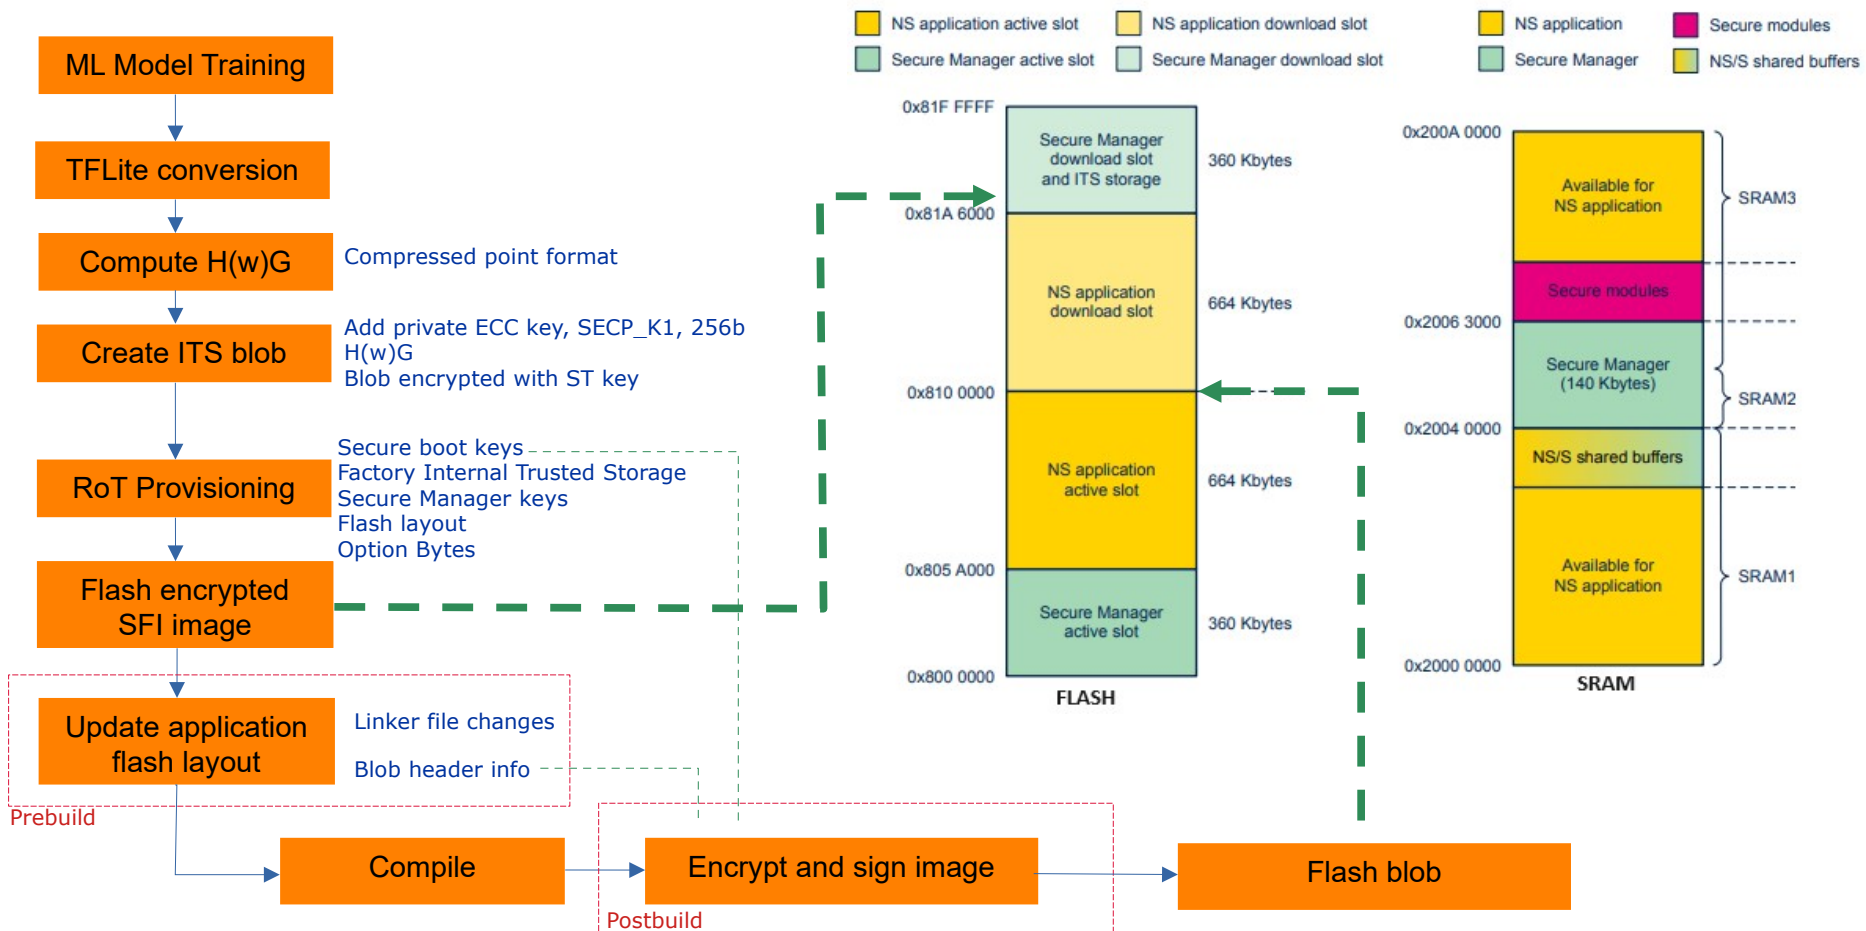 ML Model Training
TFLite conversion
Compute H(w)G
Compressed point format
Create ITS blob
Add private ECC key, SECP_K1, 256b
H(w)G
Blob encrypted with ST key
RoT Provisioning
Secure boot keys
Factory Internal Trusted Storage
Secure Manager keys
Flash layout
Option Bytes
Flash encrypted
SFI image
Update application
flash layout
Linker file changes
Blob header info
Prebuild
Compile
Encrypt and sign image
Postbuild
Flash blob
NS application active slot
NS application download slot
Secure Manager active slot
Secure Manager download slot
0x81F FFFF
Secure Manager
download slot
and ITS storage
360 Kbytes
0x81A 6000
NS application
download slot
664 Kbytes
0x810 0000
NS application
active slot
664 Kbytes
0x805 A000
Secure Manager
active slot
360 Kbytes
0x800 0000
FLASH
NS application
Secure modules
Secure Manager
NS/S shared buffers
0x200A 0000
Available for
NS application
SRAM3
Secure modules
0x2006 3000
Secure Manager
(140 Kbytes)
SRAM2
0x2004 0000
NS/S shared buffers
Available for
NS application
SRAM1
0x2000 0000
SRAM